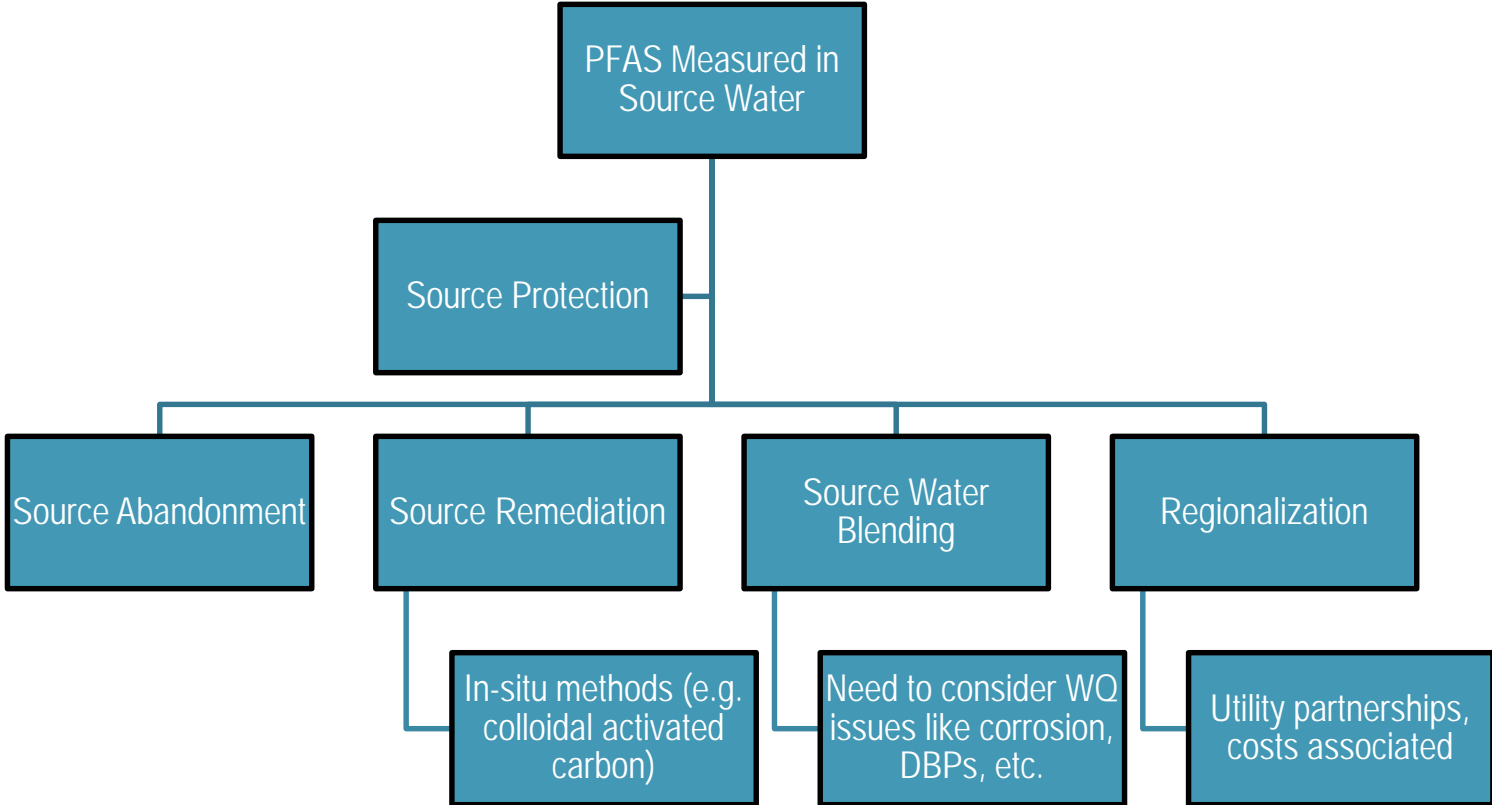 PFAS Measured in
Source Water
Source Protection
Source Abandonment
Source Remediation
Source Water
Blending
Regionalization
In-situ methods (e.g.
colloidal activated
carbon)
Need to consider WQ
issues like corrosion,
DBPs, etc.
Utility partnerships,
costs associated